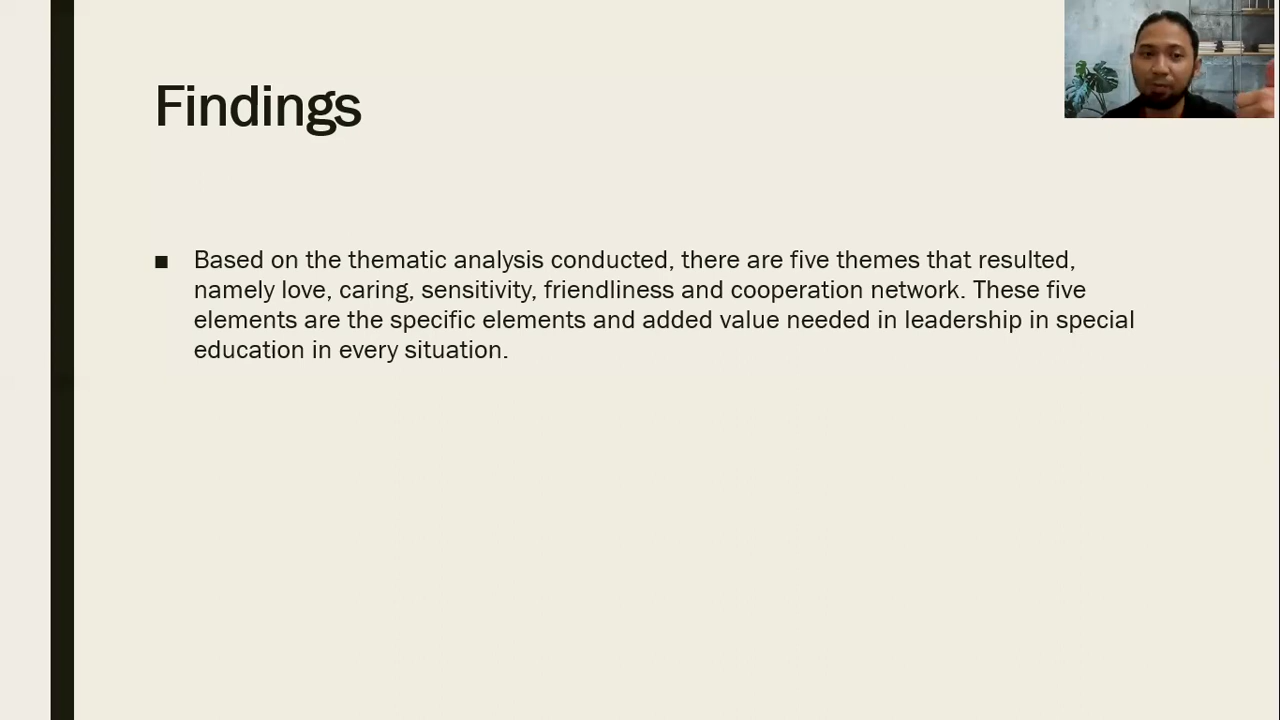 Findings
■ Based on the thematic analysis conducted, there are five themes that resulted,
namely love, caring, sensitivity, friendliness and cooperation network. These five
elements are the specific elements and added value needed in leadership in special
education in every situation.